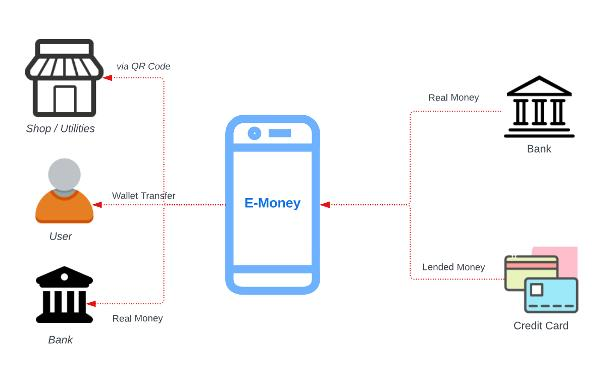 via QR Code
Shop / Utilities
Wallet Transfer
User
Real Money
Bank
E-Money
Real Money
Bank
Lended Money
Credit Card